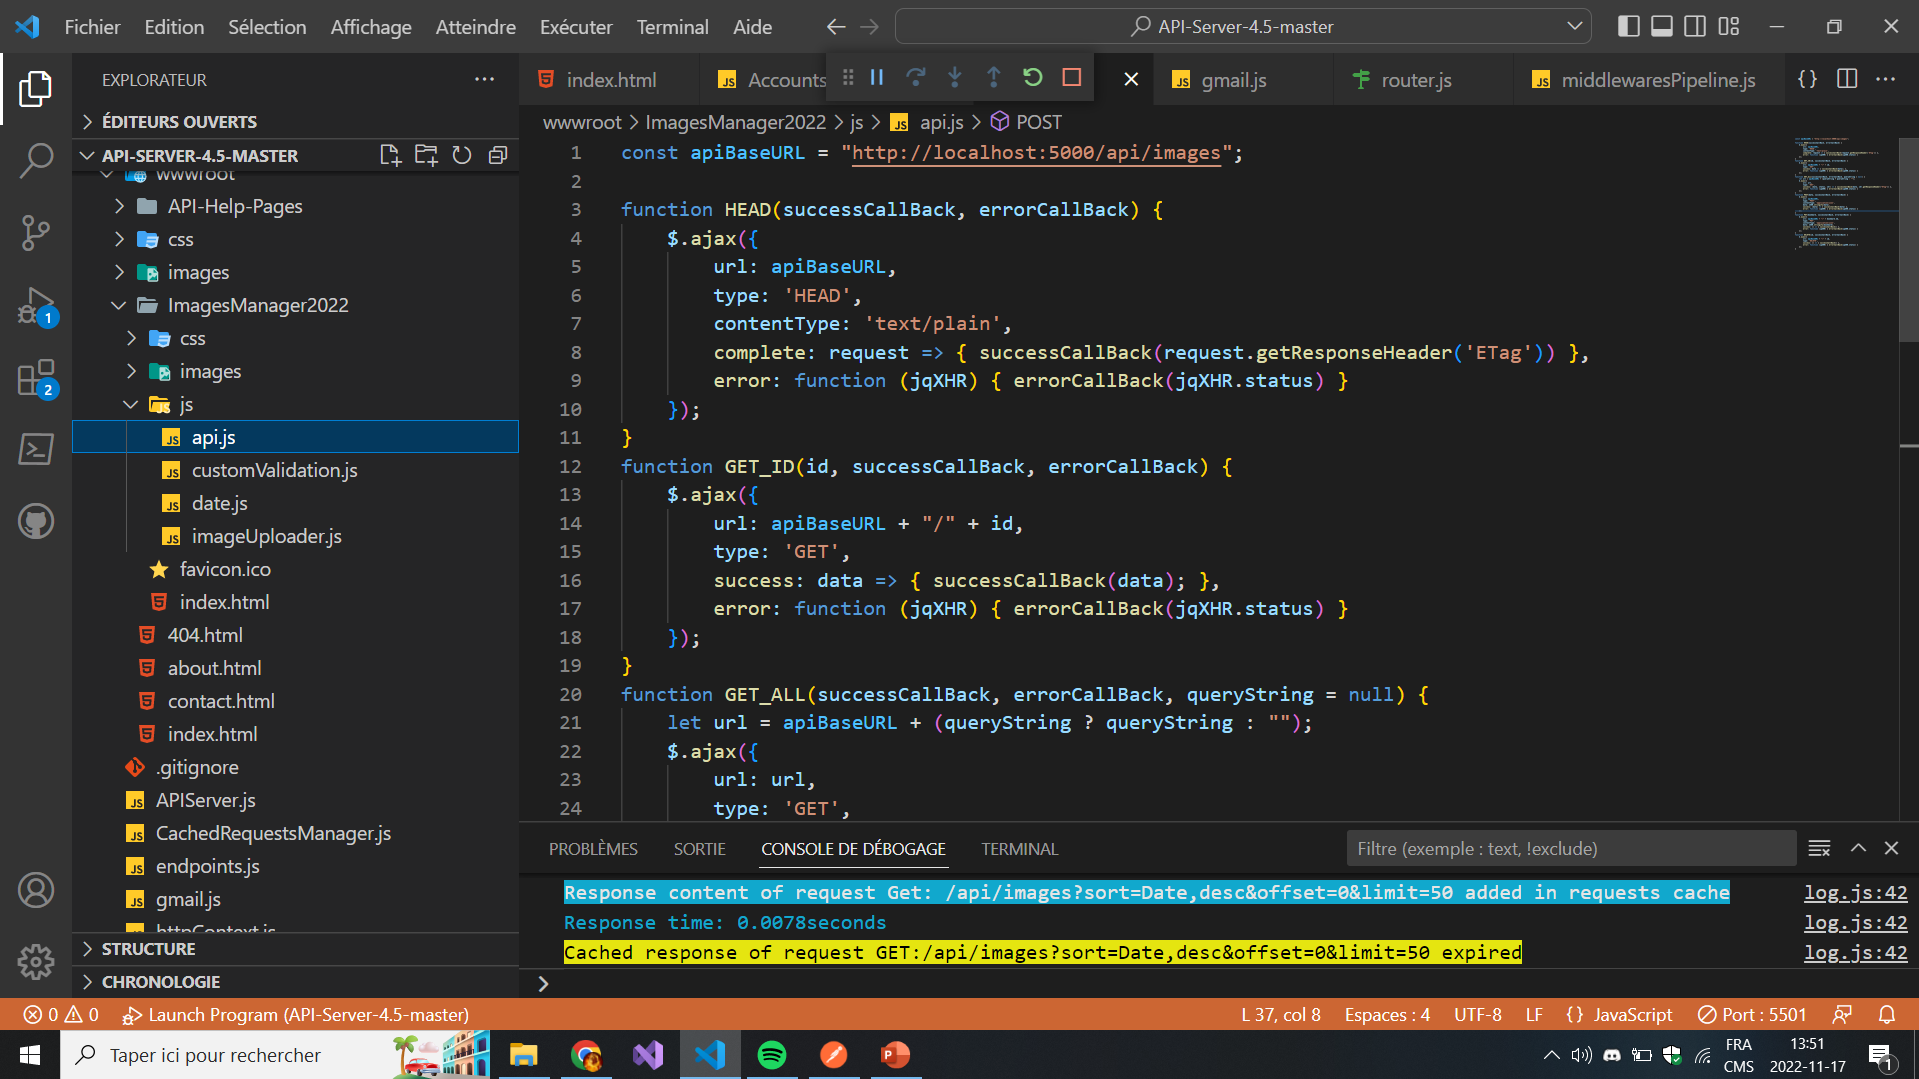 Fichier Edition Sélection Affichage Atteindre Exécuter Terminal Aide API-Server-4.5-master
EXPLORATEUR
ÉDITEURS OUVERTS
API-SERVER-4.5-MASTER
wwwroot
API-Help-Pages
css
images
ImagesManager2022
css
images
js
api.js
customValidation.js
date.js
imageUploader.js
favicon.ico
index.html
404.html
about.html
contact.html
index.html
.gitignore
APIServer.js
CachedRequestsManager.js
endpoints.js
gmail.js
httpContext.js
STRUCTURE
CHRONOLOGIE
index.html Accounts gmail.js router.js middlewaresPipeline.js
wwwroot > ImagesManager2022 > js > api.js > POST
1 const apiBaseURL = "http://localhost:5000/api/images";
2
3 function HEAD(successCallBack, errorCallBack) {
4 $.ajax({
5 url: apiBaseURL,
6 type: 'HEAD',
7 contentType: 'text/plain',
8 complete: request => { successCallBack(request.getResponseHeader('ETag')) },
9 error: function (jqXHR) { errorCallBack(jqXHR.status) }
10 });
11 }
12 function GET_ID(id, successCallBack, errorCallBack) {
13 $.ajax({
14 url: apiBaseURL + "/" + id,
15 type: 'GET',
16 success: data => { successCallBack(data); },
17 error: function (jqXHR) { errorCallBack(jqXHR.status) }
18 });
19 }
20 function GET_ALL(successCallBack, errorCallBack, queryString = null) {
21 let url = apiBaseURL + (queryString ? queryString : "");
22 $.ajax({
23 url: url,
24 type: 'GET',
PROBLÈMES SORTIE CONSOLE DE DÉBOGAGE TERMINAL Filtre (exemple : text, !exclude)
Response content of request Get: /api/images?sort=Date,desc&offset=0&limit=50 added in requests cache log.js:42
Response time: 0.0078seconds log.js:42
Cached response of request GET:/api/images?sort=Date,desc&offset=0&limit=50 expired log.js:42
0 0 Launch Program (API-Server-4.5-master) L 37, col 8 Espaces : 4 UTF-8 LF {} JavaScript Port : 5501
Taper ici pour rechercher
FRA
CMS
13:51
2022-11-17
1
1
2